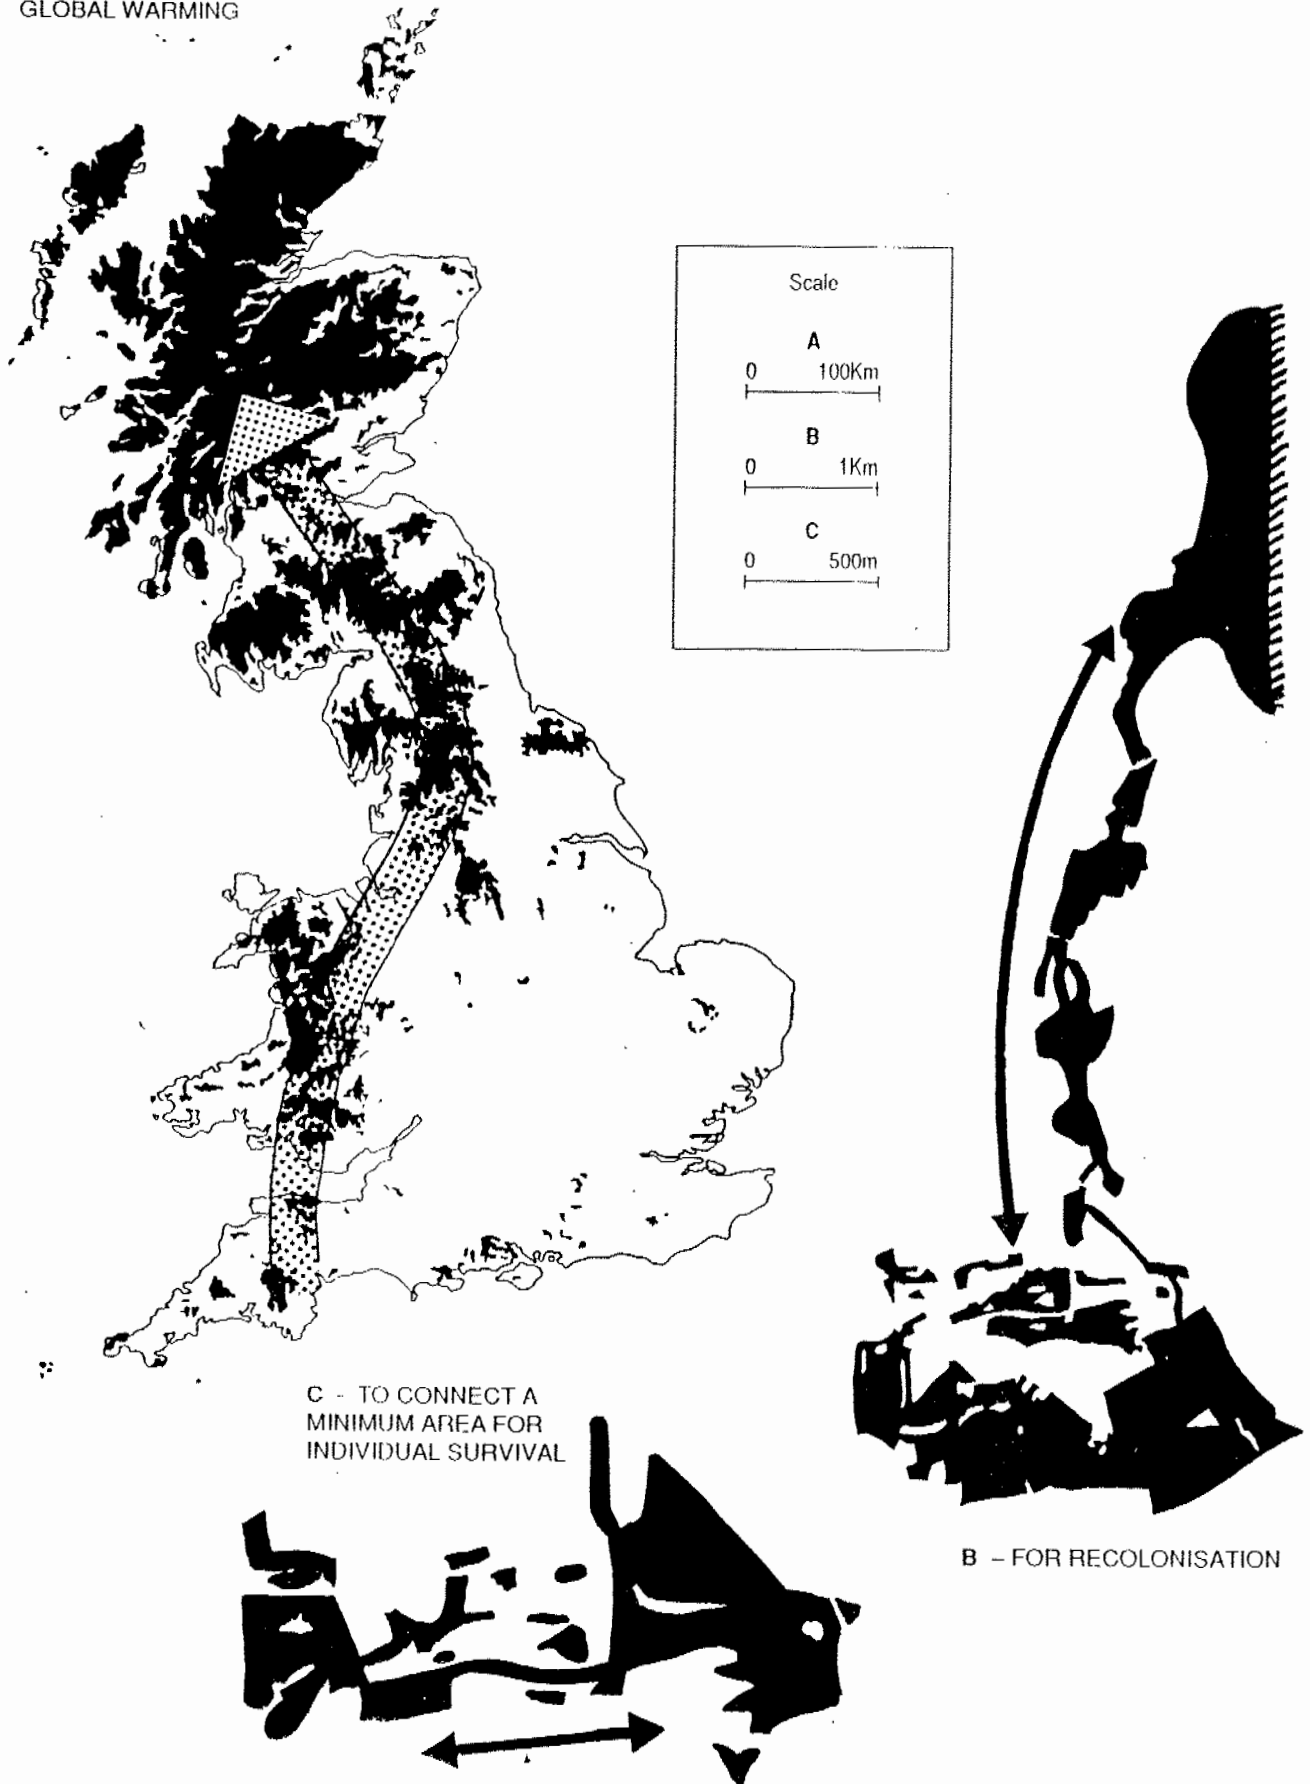 GLOBAL WARMING
Scale
A
0 100Km
B
0 1Km
C
0 500m
C - TO CONNECT A
MINIMUM AREA FOR
INDIVIDUAL SURVIVAL
B – FOR RECOLONISATION